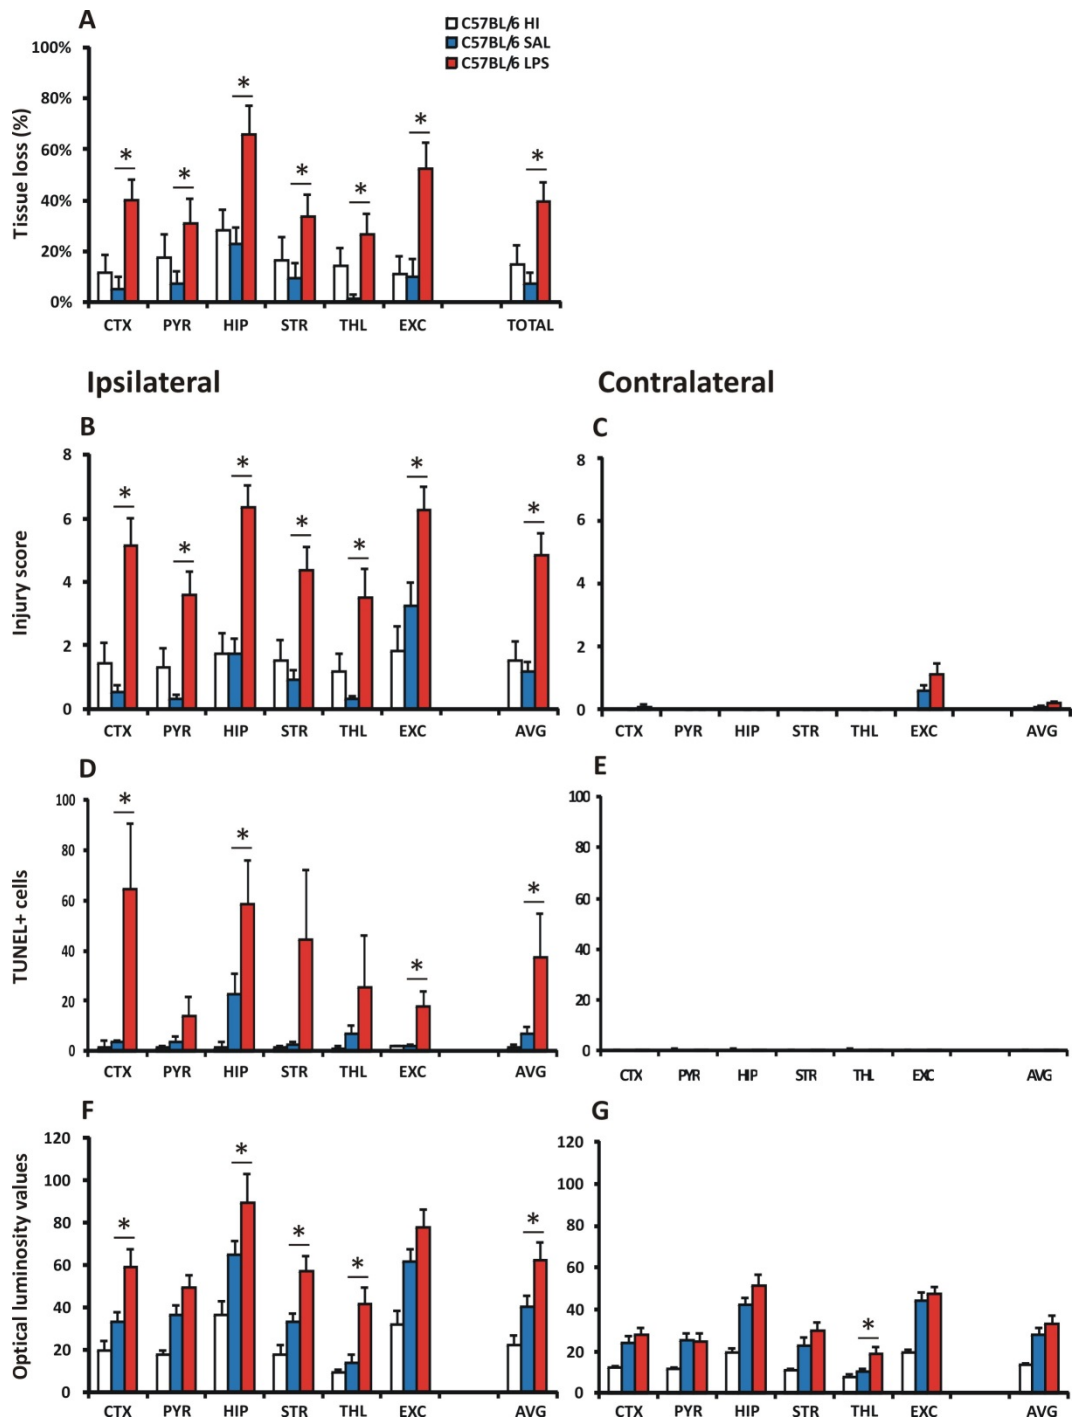 A
C57BL/6 HI
C57BL/6 SAL
C57BL/6 LPS
Tissue loss (%)
100%
80%
60%
40%
20%
0%
* * * * * * *
CTX PYR HIP STR THL EXC TOTAL
Ipsilateral Contralateral
B
Injury score
8
6
4
2
0
* * * * * * *
CTX PYR HIP STR THL EXC AVG
C
8
6
4
2
0
CTX PYR HIP STR THL EXC AVG
D
TUNEL+ cells
100
80
60
40
20
0
* * * *
CTX PYR HIP STR THL EXC AVG
E
100
80
60
40
20
0
CTX PYR HIP STR THL EXC AVG
F
Optical luminosity values
120
100
80
60
40
20
0
* * * * *
CTX PYR HIP STR THL EXC AVG
G
120
100
80
60
40
20
0
*
CTX PYR HIP STR THL EXC AVG